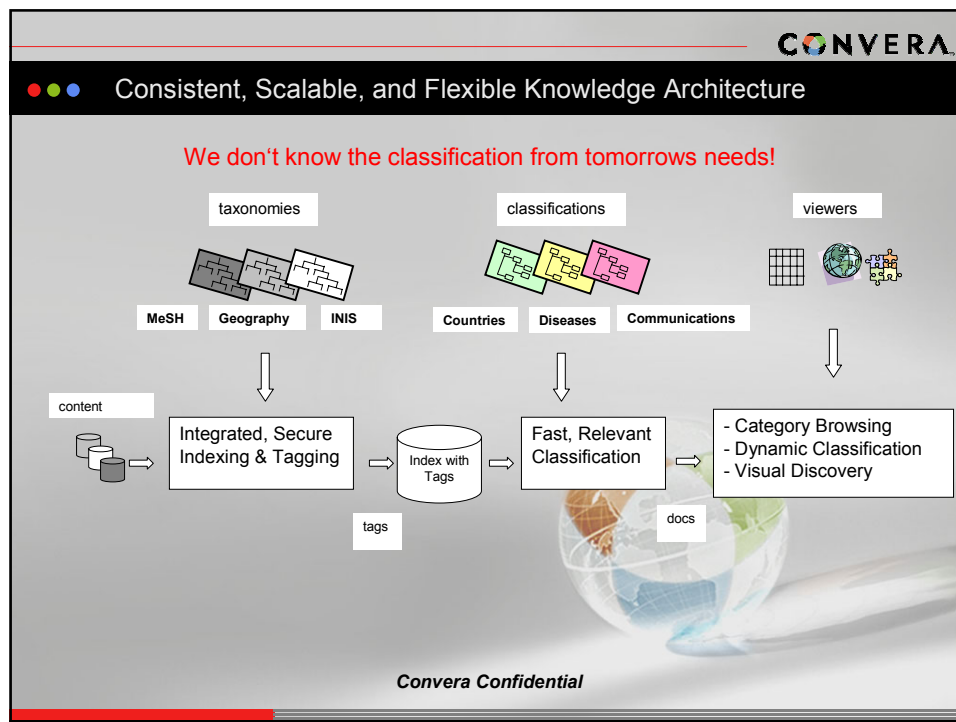 CONVERA
Consistent, Scalable, and Flexible Knowledge Architecture
We don‘t know the classification from tomorrows needs!
taxonomies
classifications
viewers
MeSH
Geography
INIS
Countries
Diseases
Communications
content
Integrated, Secure
Indexing & Tagging
Index with
Tags
Fast, Relevant
Classification
- Category Browsing
- Dynamic Classification
- Visual Discovery
tags
docs
Convera Confidential